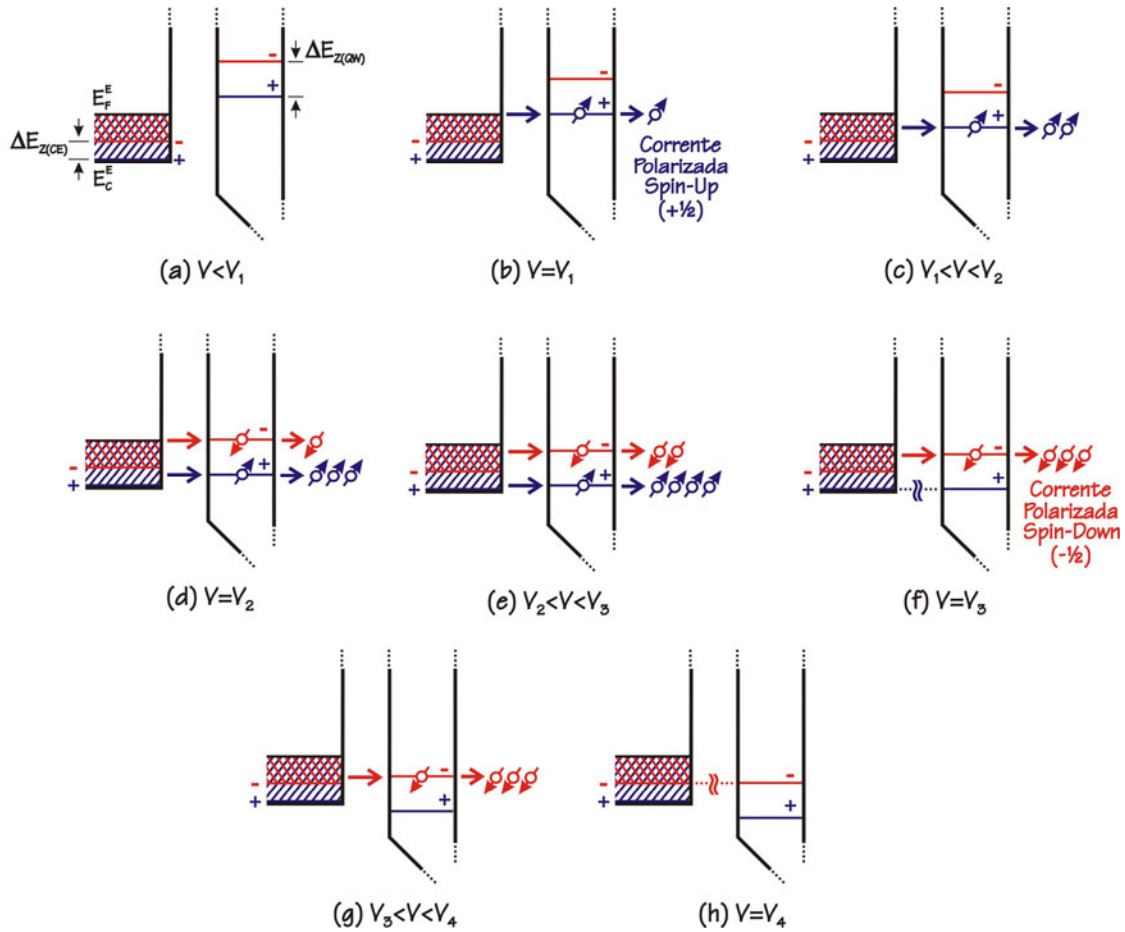 ΔE_Z(QW)
-
+
E_F^E
ΔE_Z(CE)
-
+
E_C^E
(a) V<V₁
-
+
-
+
Corrente
Polarizada
Spin-Up
(+½)
(b) V=V₁
-
+
-
+
(c) V₁<V<V₂
-
+
-
+
(d) V=V₂
-
+
-
+
(e) V₂<V<V₃
-
-
+
+
Corrente
Polarizada
Spin-Down
(-½)
(f) V=V₃
-
-
+
+
(g) V₃<V<V₄
-
-
+
+
(h) V=V₄